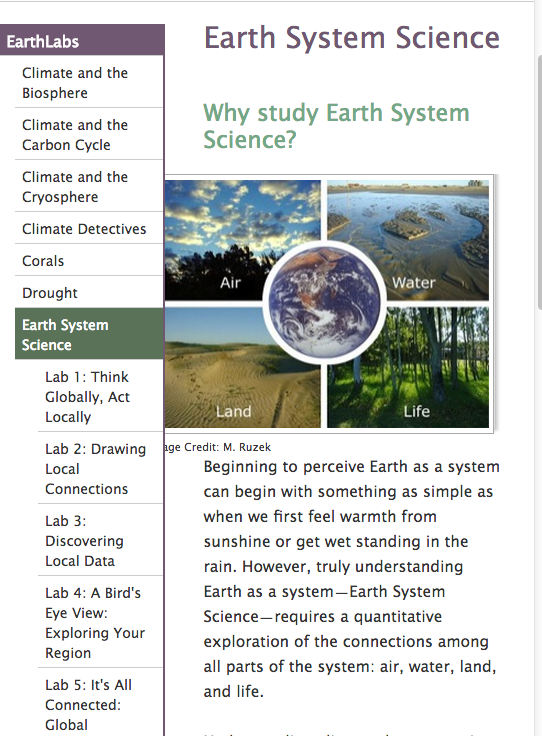 EarthLabs
Climate and the
Biosphere
Climate and the
Carbon Cycle
Climate and the
Cryosphere
Climate Detectives
Corals
Drought
Earth System
Science
Lab 1: Think
Globally, Act
Locally
Lab 2: Drawing
Local
Connections
Lab 3:
Discovering
Local Data
Lab 4: A Bird's
Eye View:
Exploring Your
Region
Lab 5: It's All
Connected:
Global
Earth System Science
Why study Earth System
Science?
Air
Water
Land
Life
age Credit: M. Ruzek
Beginning to perceive Earth as a system
can begin with something as simple as
when we first feel warmth from
sunshine or get wet standing in the
rain. However, truly understanding
Earth as a system—Earth System
Science—requires a quantitative
exploration of the connections among
all parts of the system: air, water, land,
and life.